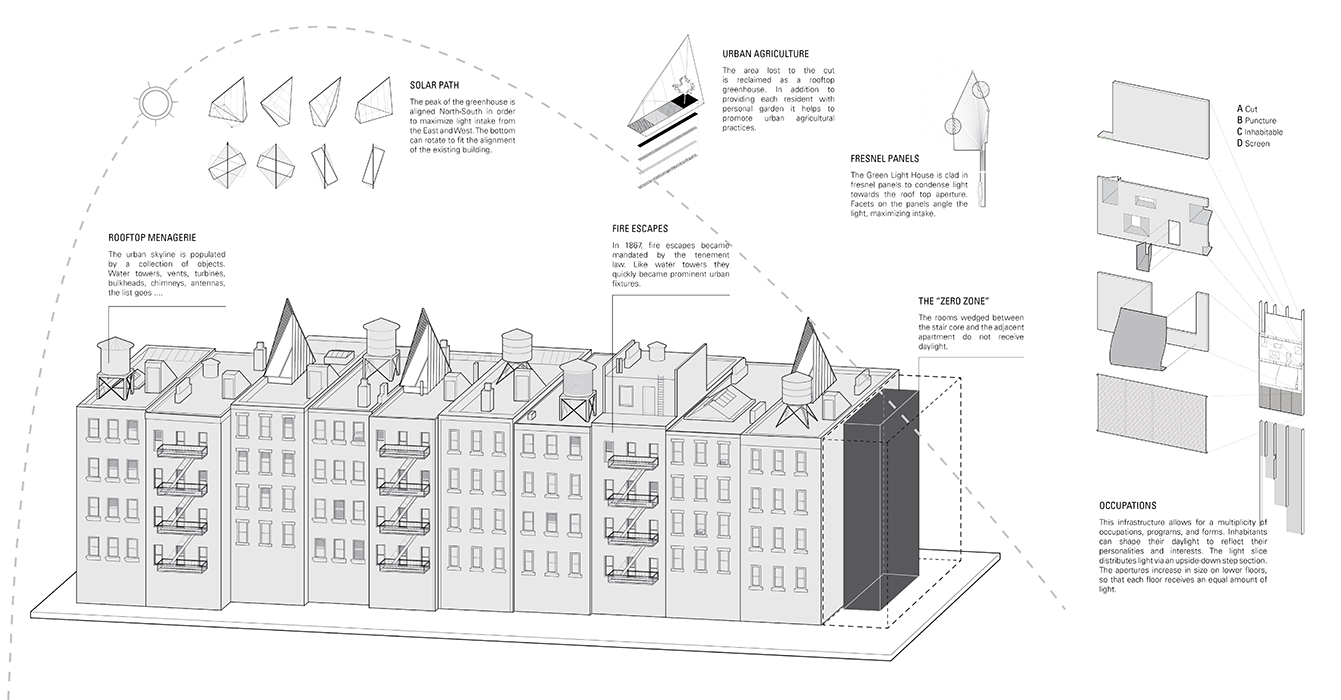 SOLAR PATH
The peak of the greenhouse is
aligned North-South in order
to maximize light intake from
the East and West. The bottom
can rotate to fit the alignment
of the existing building.
URBAN AGRICULTURE
The area lost to the cut
is reclaimed as a rooftop
greenhouse. In addition to
providing each resident with
personal garden it helps to
promote urban agricultural
practices.
FRESNEL PANELS
The Green Light House is clad in
fresnel panels to condense light
towards the roof top aperture.
Facets on the panels angle the
light, maximizing intake.
A Cut
B Puncture
C Inhabitable
D Screen
ROOFTOP MENAGERIE
The urban skyline is populated
by a collection of objects.
Water towers, vents, turbines,
bulkheads, chimneys, antennas,
the list goes ....
FIRE ESCAPES
In 1867, fire escapes became
mandated by the tenement
law. Like water towers they
quickly became prominent urban
fixtures.
THE "ZERO ZONE"
The rooms wedged between
the stair core and the adjacent
apartment do not receive
daylight.
OCCUPATIONS
This infrastructure allows for a multiplicity of
occupations, programs, and forms. Inhabitants
can shape their daylight to reflect their
personalities and interests. The light slice
distributes light via an upside-down step section.
The apertures increase in size on lower floors,
so that each floor receives an equal amount of
light.